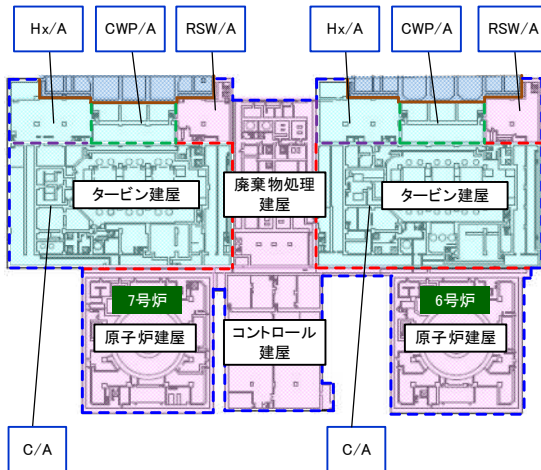 Hx/A
CWP/A
RSW/A
Hx/A
CWP/A
RSW/A
タービン建屋
廃棄物処理
建屋
タービン建屋
7号炉
6号炉
原子炉建屋
コントロール
建屋
原子炉建屋
C/A
C/A